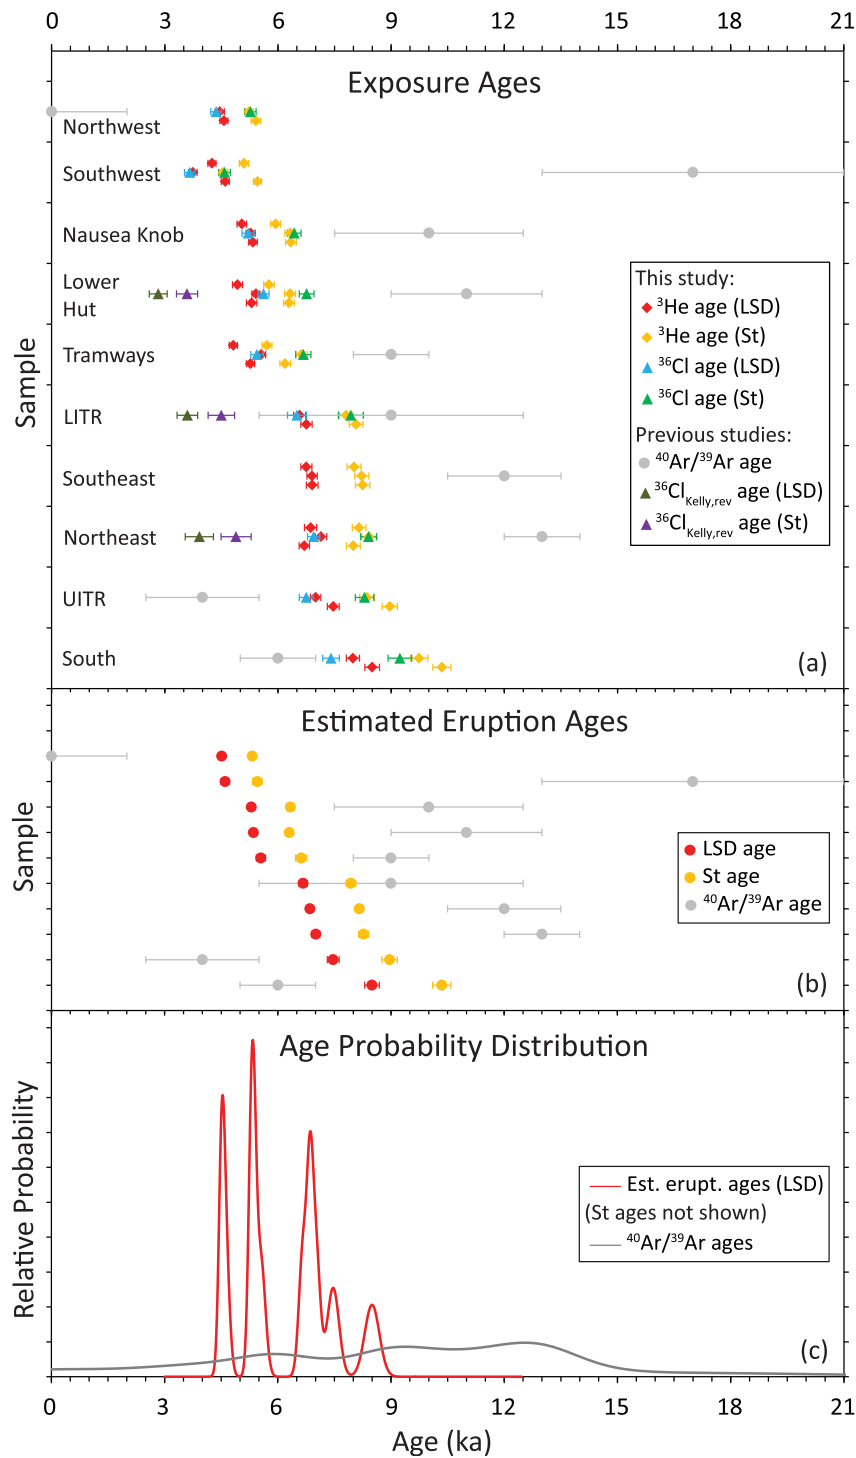 0 3 6 9 12 15 18 21
Exposure Ages
Northwest
Southwest
Nausea Knob
Lower
Hut
Tramways
LITR
Southeast
Northeast
UITR
South
Sample
This study:
³He age (LSD)
³He age (St)
³⁶Cl age (LSD)
³⁶Cl age (St)
Previous studies:
⁴⁰Ar/³⁹Ar age
³⁶Cl Kelly,rev age (LSD)
³⁶Cl Kelly,rev age (St)
(a)
Estimated Eruption Ages
Sample
LSD age
St age
⁴⁰Ar/³⁹Ar age
(b)
Age Probability Distribution
Relative Probability
Est. erupt. ages (LSD)
(St ages not shown)
⁴⁰Ar/³⁹Ar ages
(c)
0 3 6 9 12 15 18 21
Age (ka)